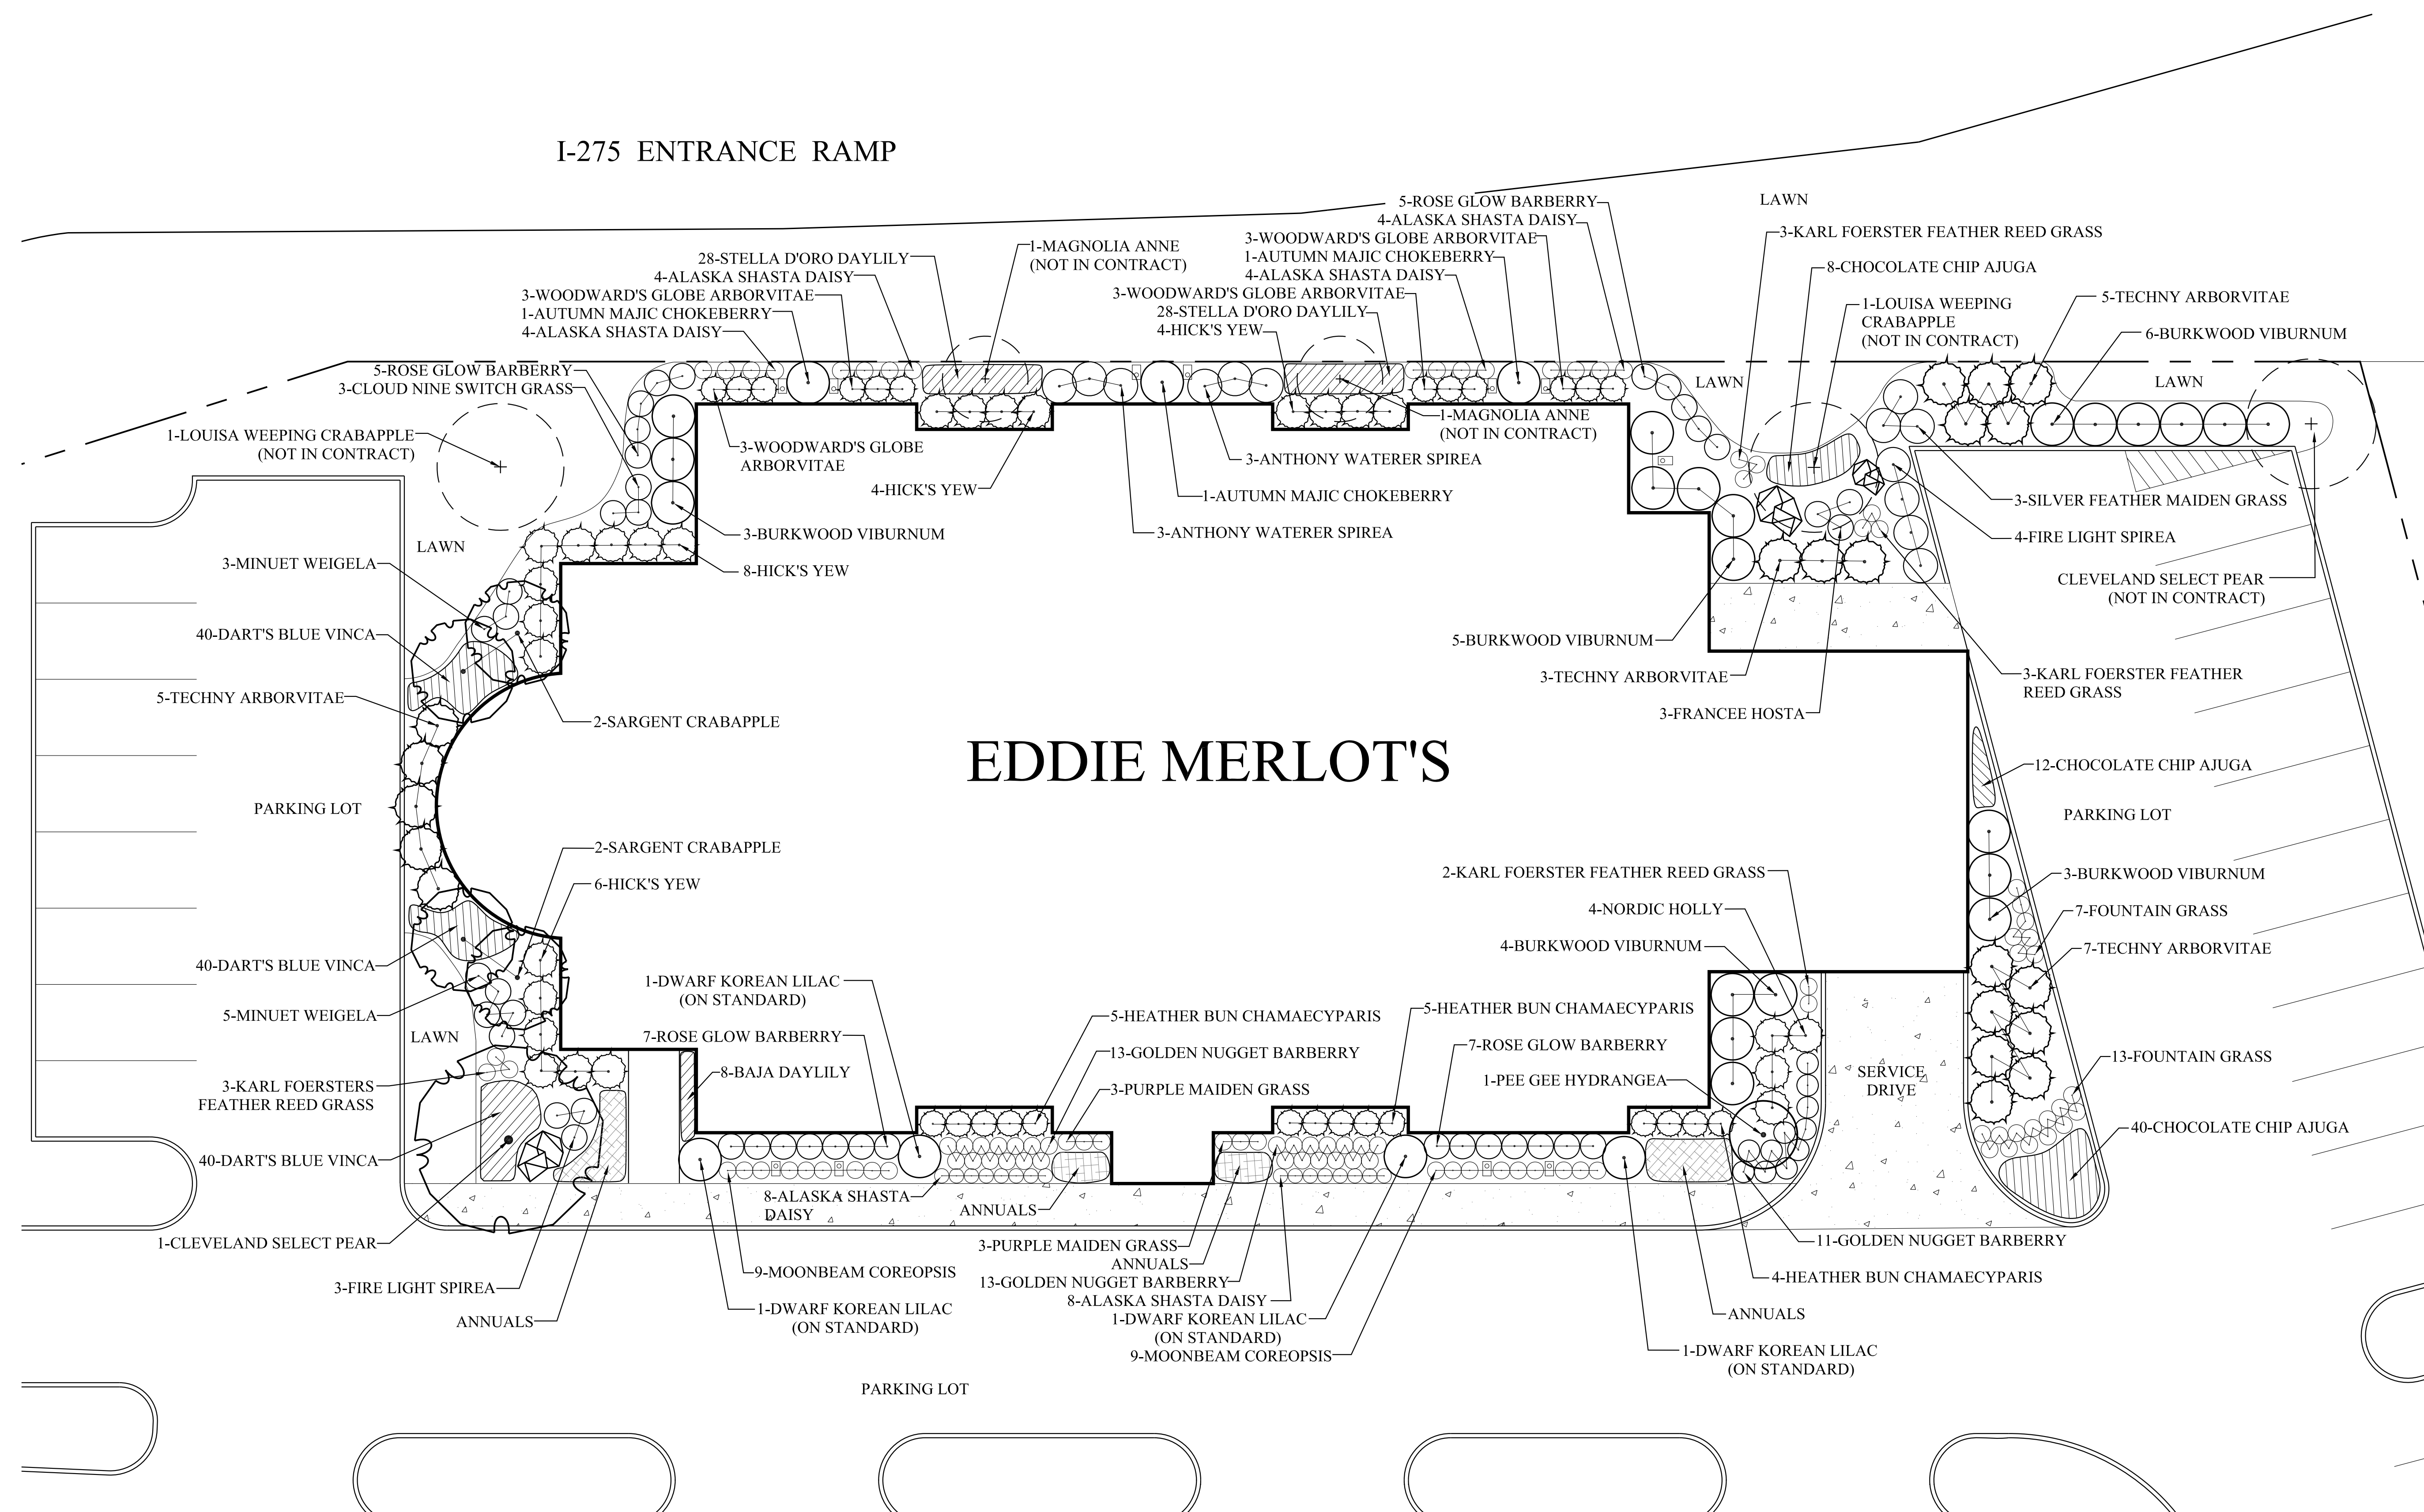 I-275 ENTRANCE RAMP
LAWN
5-ROSE GLOW BARBERRY
4-ALASKA SHASTA DAISY
3-WOODWARD'S GLOBE ARBORVITAE
1-AUTUMN MAJIC CHOKEBERRY
4-ALASKA SHASTA DAISY
3-WOODWARD'S GLOBE ARBORVITAE
28-STELLA D'ORO DAYLILY
4-HICK'S YEW
3-KARL FOERSTER FEATHER REED GRASS
8-CHOCOLATE CHIP AJUGA
1-LOUISA WEEPING
CRABAPPLE
(NOT IN CONTRACT)
5-TECHNY ARBORVITAE
6-BURKWOOD VIBURNUM
1-MAGNOLIA ANNE
(NOT IN CONTRACT)
28-STELLA D'ORO DAYLILY
4-ALASKA SHASTA DAISY
3-WOODWARD'S GLOBE ARBORVITAE
1-AUTUMN MAJIC CHOKEBERRY
4-ALASKA SHASTA DAISY
5-ROSE GLOW BARBERRY
3-CLOUD NINE SWITCH GRASS
LAWN
LAWN
1-LOUISA WEEPING CRABAPPLE
(NOT IN CONTRACT)
3-WOODWARD'S GLOBE
ARBORVITAE
4-HICK'S YEW
1-MAGNOLIA ANNE
(NOT IN CONTRACT)
3-ANTHONY WATERER SPIREA
1-AUTUMN MAJIC CHOKEBERRY
3-ANTHONY WATERER SPIREA
3-SILVER FEATHER MAIDEN GRASS
4-FIRE LIGHT SPIREA
CLEVELAND SELECT PEAR
(NOT IN CONTRACT)
LAWN
3-BURKWOOD VIBURNUM
8-HICK'S YEW
3-MINUET WEIGELA
40-DART'S BLUE VINCA
5-TECHNY ARBORVITAE
2-SARGENT CRABAPPLE
5-BURKWOOD VIBURNUM
3-TECHNY ARBORVITAE
3-FRANCEE HOSTA
3-KARL FOERSTER FEATHER
REED GRASS
EDDIE MERLOT'S
12-CHOCOLATE CHIP AJUGA
PARKING LOT
PARKING LOT
2-SARGENT CRABAPPLE
6-HICK'S YEW
2-KARL FOERSTER FEATHER REED GRASS
4-NORDIC HOLLY
4-BURKWOOD VIBURNUM
3-BURKWOOD VIBURNUM
7-FOUNTAIN GRASS
7-TECHNY ARBORVITAE
40-DART'S BLUE VINCA
5-MINUET WEIGELA
LAWN
1-DWARF KOREAN LILAC
(ON STANDARD)
7-ROSE GLOW BARBERRY
8-BAJA DAYLILY
5-HEATHER BUN CHAMAECYPARIS
13-GOLDEN NUGGET BARBERRY
3-PURPLE MAIDEN GRASS
5-HEATHER BUN CHAMAECYPARIS
7-ROSE GLOW BARBERRY
1-PEE GEE HYDRANGEA
SERVICE
DRIVE
13-FOUNTAIN GRASS
40-CHOCOLATE CHIP AJUGA
3-KARL FOERSTERS
FEATHER REED GRASS
40-DART'S BLUE VINCA
1-CLEVELAND SELECT PEAR
3-FIRE LIGHT SPIREA
ANNUALS
8-ALASKA SHASTA
DAISY
ANNUALS
9-MOONBEAM COREOPSIS
1-DWARF KOREAN LILAC
(ON STANDARD)
3-PURPLE MAIDEN GRASS
ANNUALS
13-GOLDEN NUGGET BARBERRY
8-ALASKA SHASTA DAISY
1-DWARF KOREAN LILAC
(ON STANDARD)
9-MOONBEAM COREOPSIS
11-GOLDEN NUGGET BARBERRY
4-HEATHER BUN CHAMAECYPARIS
ANNUALS
1-DWARF KOREAN LILAC
(ON STANDARD)
PARKING LOT